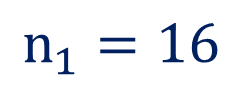 n₁ = 16